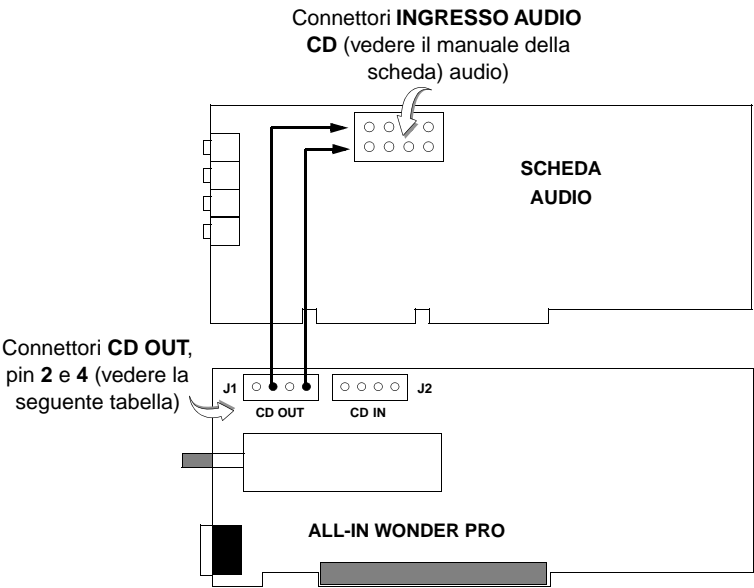 Connettori INGRESSO AUDIO
CD (vedere il manuale della
scheda) audio)
SCHEDA
AUDIO
Connettori CD OUT,
pin 2 e 4 (vedere la
seguente tabella)
J1
J2
CD OUT
CD IN
ALL-IN WONDER PRO